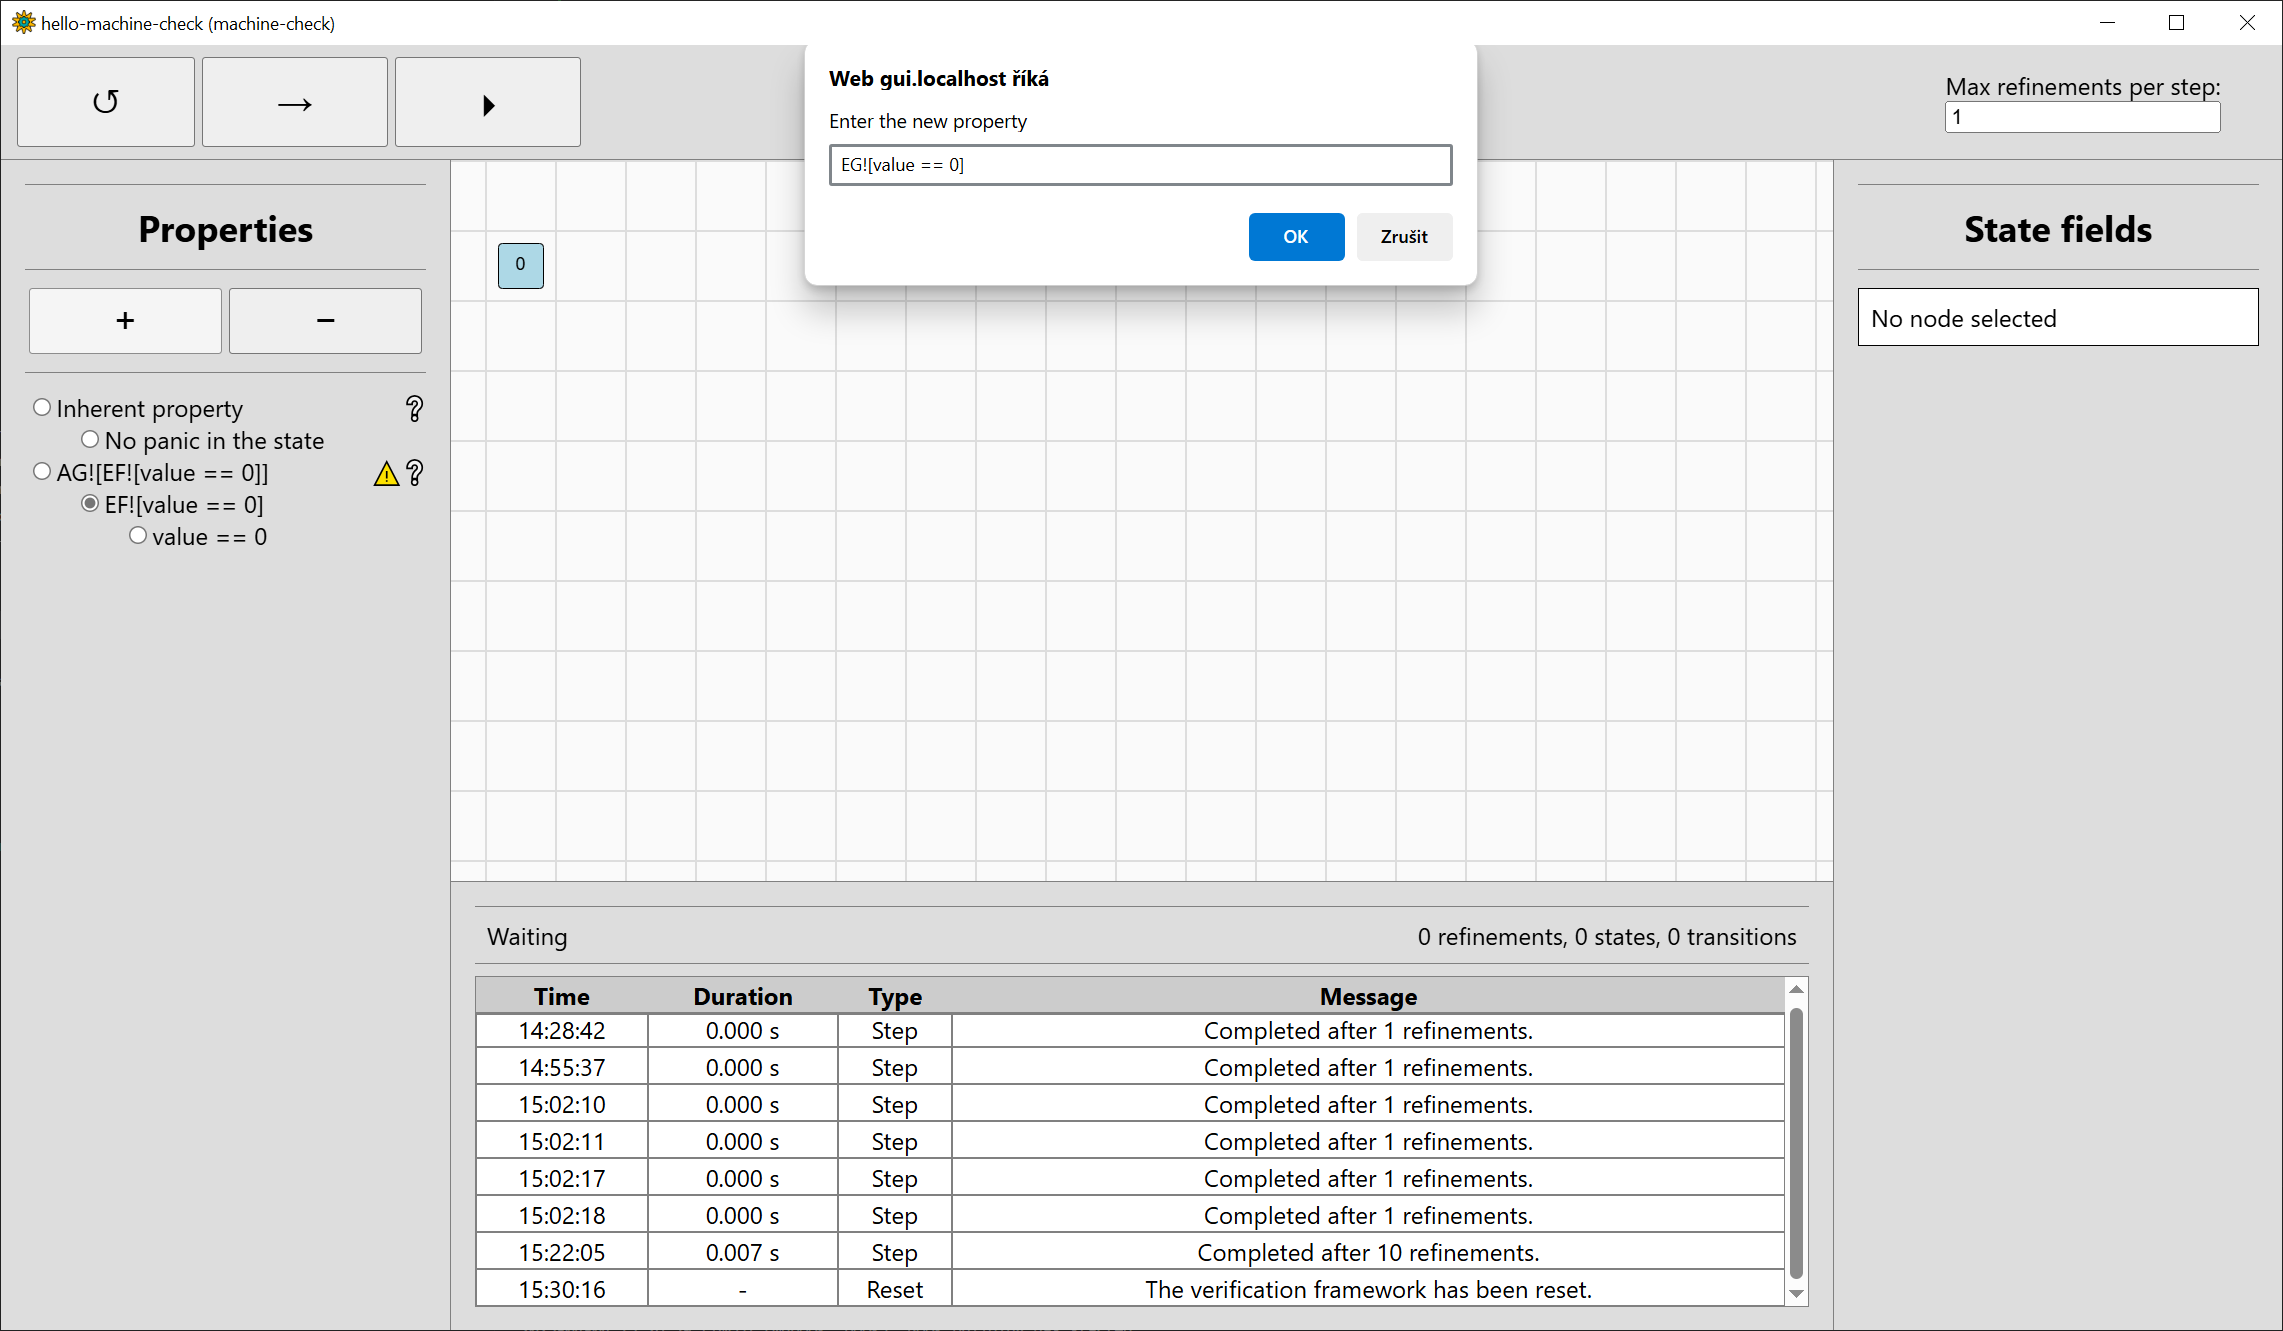 hello-machine-check (machine-check)
Web gui.localhost říká
Enter the new property
EG![value == 0]
OK
Zrušit
Max refinements per step:
1
Properties
+
−
Inherent property
No panic in the state
AG![EF![value == 0]]
EF![value == 0]
value == 0
0
State fields
No node selected
Waiting
0 refinements, 0 states, 0 transitions
Time Duration Type Message
14:28:42 0.000 s Step Completed after 1 refinements.
14:55:37 0.000 s Step Completed after 1 refinements.
15:02:10 0.000 s Step Completed after 1 refinements.
15:02:11 0.000 s Step Completed after 1 refinements.
15:02:17 0.000 s Step Completed after 1 refinements.
15:02:18 0.000 s Step Completed after 1 refinements.
15:22:05 0.007 s Step Completed after 10 refinements.
15:30:16 - Reset The verification framework has been reset.